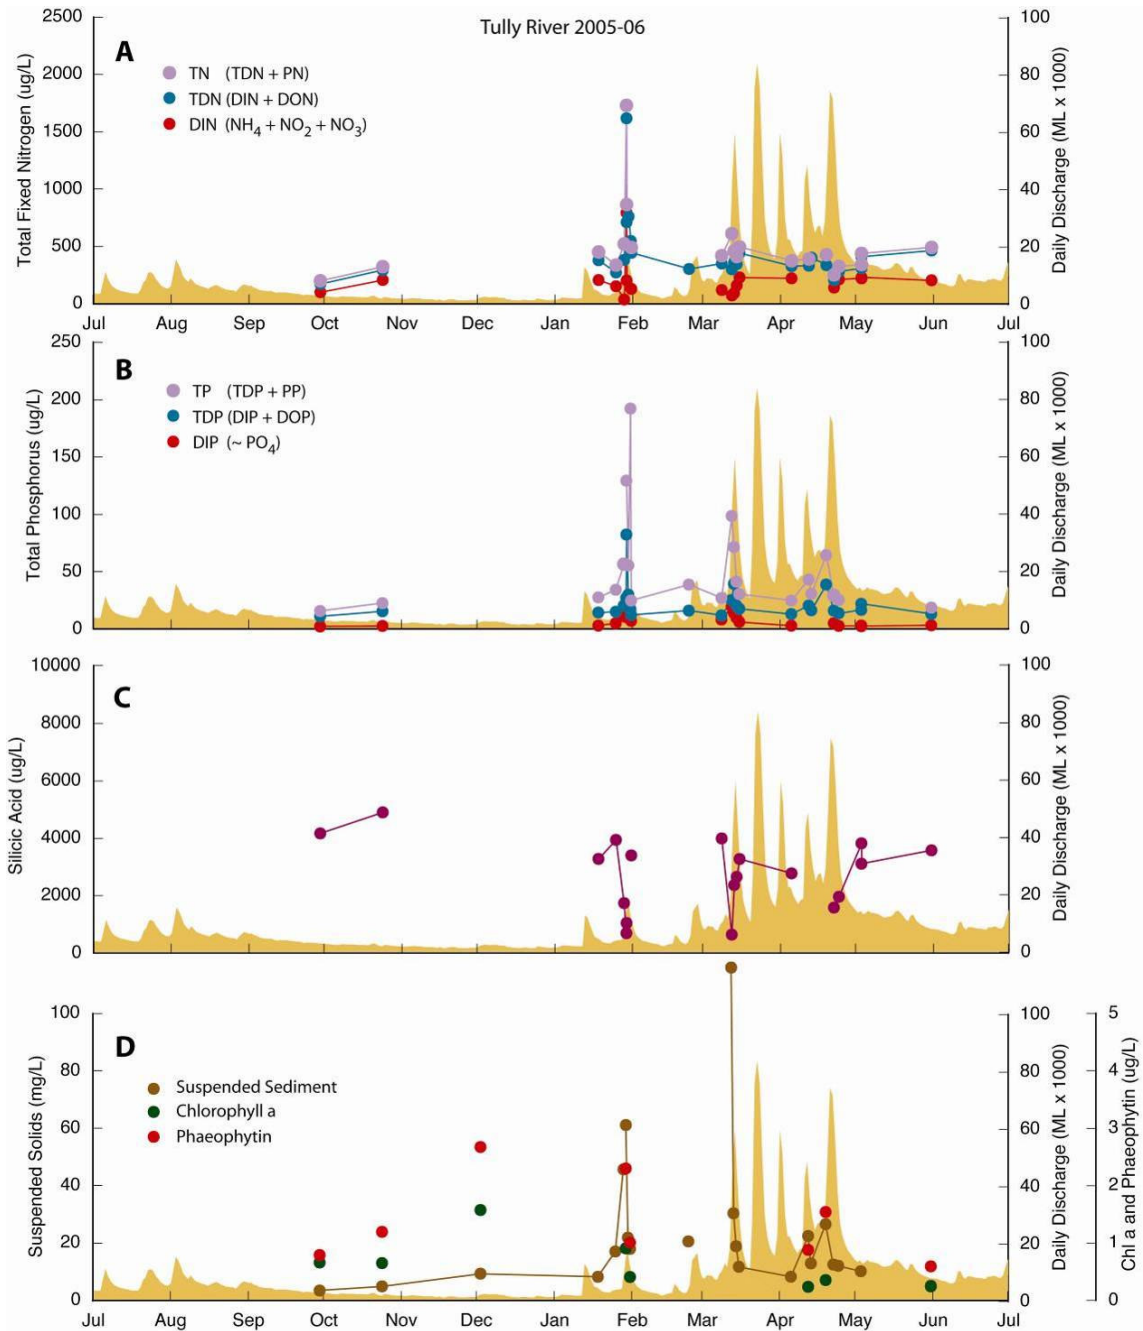 Tully River 2005-06
A
Total Fixed Nitrogen (ug/L)
2500
2000
1500
1000
500
0
TN (TDN + PN)
TDN (DIN + DON)
DIN (NH4 + NO2 + NO3)
100
80
60
40
20
0
Daily Discharge (ML x 1000)
Jul Aug Sep Oct Nov Dec Jan Feb Mar Apr May Jun Jul
B
Total Phosphorus (ug/L)
250
200
150
100
50
0
TP (TDP + PP)
TDP (DIP + DOP)
DIP (~ PO4)
100
80
60
40
20
0
Daily Discharge (ML x 1000)
C
Silicic Acid (ug/L)
10000
8000
6000
4000
2000
0
100
80
60
40
20
0
Daily Discharge (ML x 1000)
D
Suspended Solids (mg/L)
100
80
60
40
20
0
Suspended Sediment
Chlorophyll a
Phaeophytin
100
80
60
40
20
0
Daily Discharge (ML x 1000)
5
4
3
2
1
0
Chl a and Phaeophytin (ug/L)
Jul Aug Sep Oct Nov Dec Jan Feb Mar Apr May Jun Jul